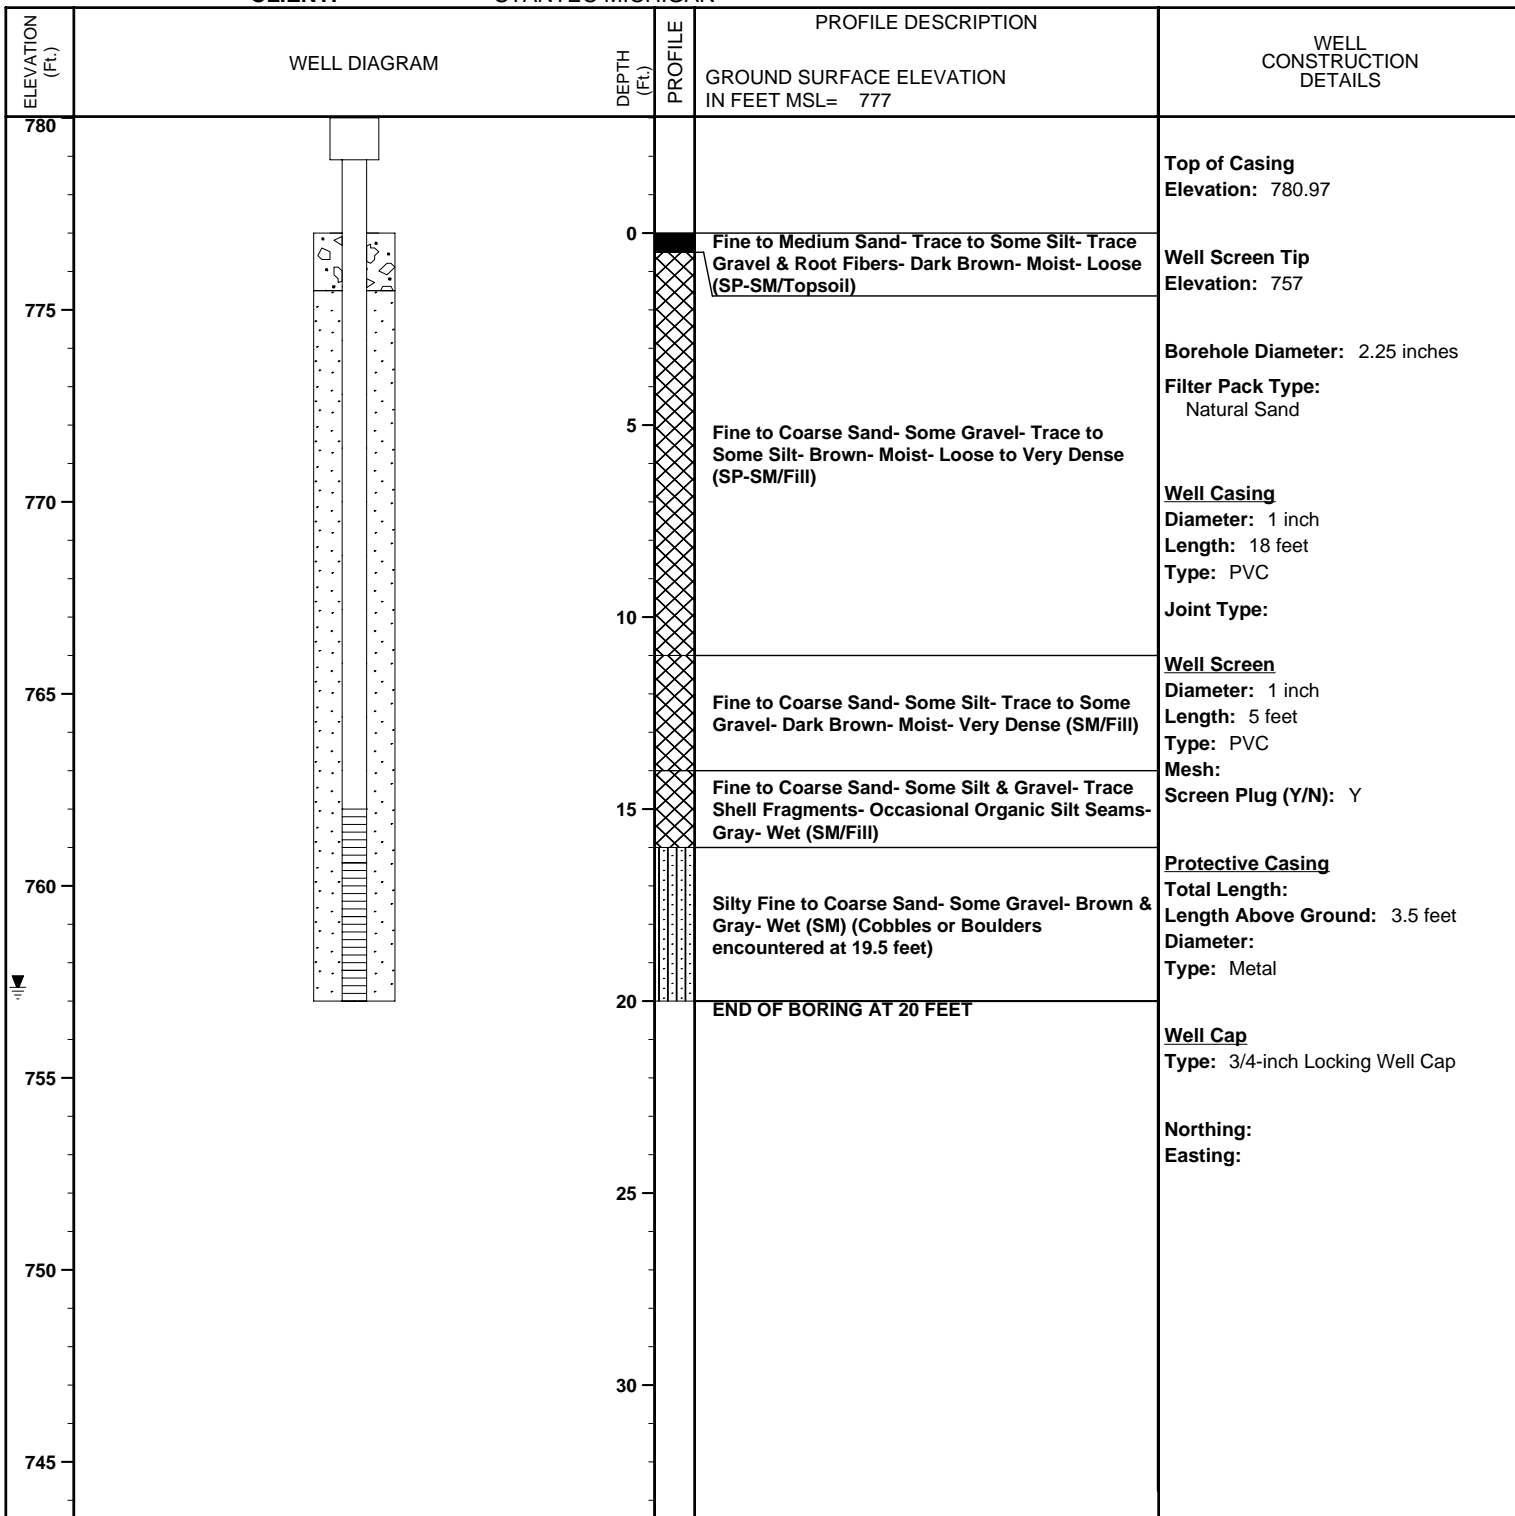 CLIENT: STANTEC MICHIGAN
ELEVATION
(Ft.)
WELL DIAGRAM
DEPTH
(Ft.)
PROFILE
PROFILE DESCRIPTION
GROUND SURFACE ELEVATION
IN FEET MSL= 777
WELL
CONSTRUCTION
DETAILS
780
775
770
765
760
755
750
745
0
5
10
15
20
25
30
Fine to Medium Sand- Trace to Some Silt- Trace
Gravel & Root Fibers- Dark Brown- Moist- Loose
(SP-SM/Topsoil)
Fine to Coarse Sand- Some Gravel- Trace to
Some Silt- Brown- Moist- Loose to Very Dense
(SP-SM/Fill)
Fine to Coarse Sand- Some Silt- Trace to Some
Gravel- Dark Brown- Moist- Very Dense (SM/Fill)
Fine to Coarse Sand- Some Silt & Gravel- Trace
Shell Fragments- Occasional Organic Silt Seams-
Gray- Wet (SM/Fill)
Silty Fine to Coarse Sand- Some Gravel- Brown &
Gray- Wet (SM) (Cobbles or Boulders
encountered at 19.5 feet)
END OF BORING AT 20 FEET
Top of Casing
Elevation: 780.97
Well Screen Tip
Elevation: 757
Borehole Diameter: 2.25 inches
Filter Pack Type:
Natural Sand
Well Casing
Diameter: 1 inch
Length: 18 feet
Type: PVC
Joint Type:
Well Screen
Diameter: 1 inch
Length: 5 feet
Type: PVC
Mesh:
Screen Plug (Y/N): Y
Protective Casing
Total Length:
Length Above Ground: 3.5 feet
Diameter:
Type: Metal
Well Cap
Type: 3/4-inch Locking Well Cap
Northing:
Easting: